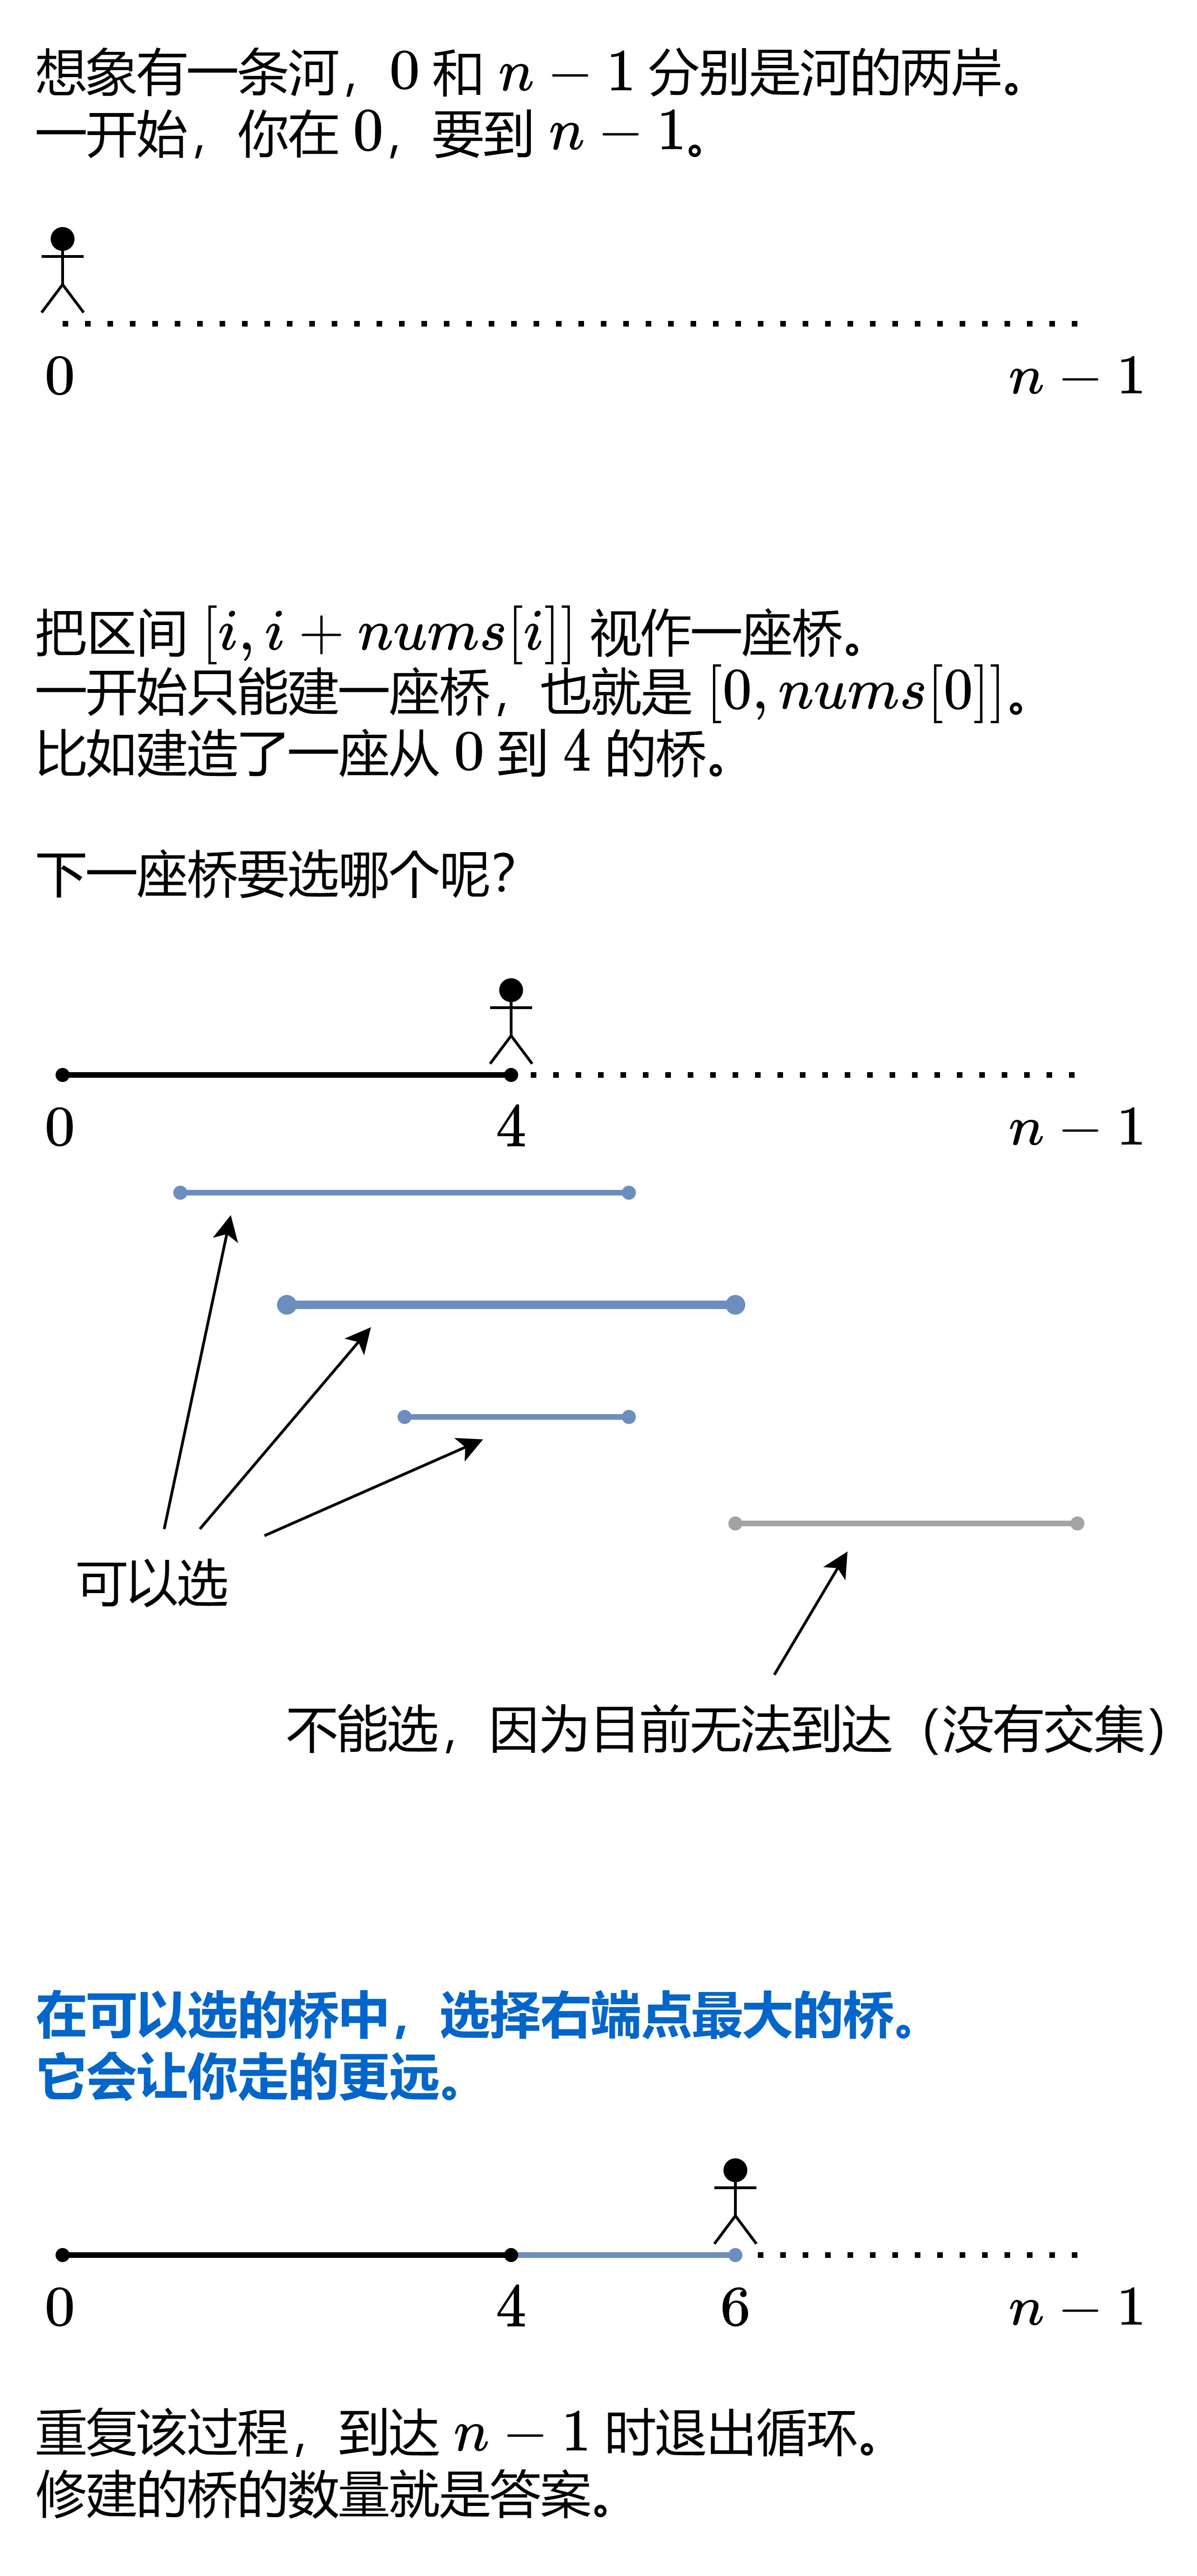 想象有一条河，0 和 n − 1 分别是河的两岸。
一开始，你在 0，要到 n − 1。
0
n − 1
把区间 [i, i + nums[i]] 视作一座桥。
一开始只能建一座桥，也就是 [0, nums[0]]。
比如建造了一座从 0 到 4 的桥。
下一座桥要选哪个呢？
0
4
n − 1
可以选
不能选，因为目前无法到达（没有交集）
在可以选的桥中，选择右端点最大的桥。
它会让你走的更远。
0
4
6
n − 1
重复该过程，到达 n − 1 时退出循环。
修建的桥的数量就是答案。